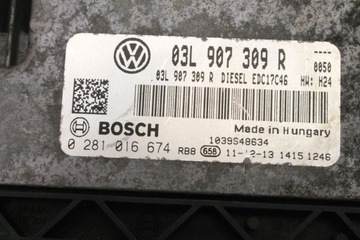 03L 907 309 R ----
0050
03L 907 309 R DIESEL EDC17C46 HW: H24
BOSCH Made in Hungary
1039S48634
0 281 016 674 RBB 658 11-12-13 1415 1246